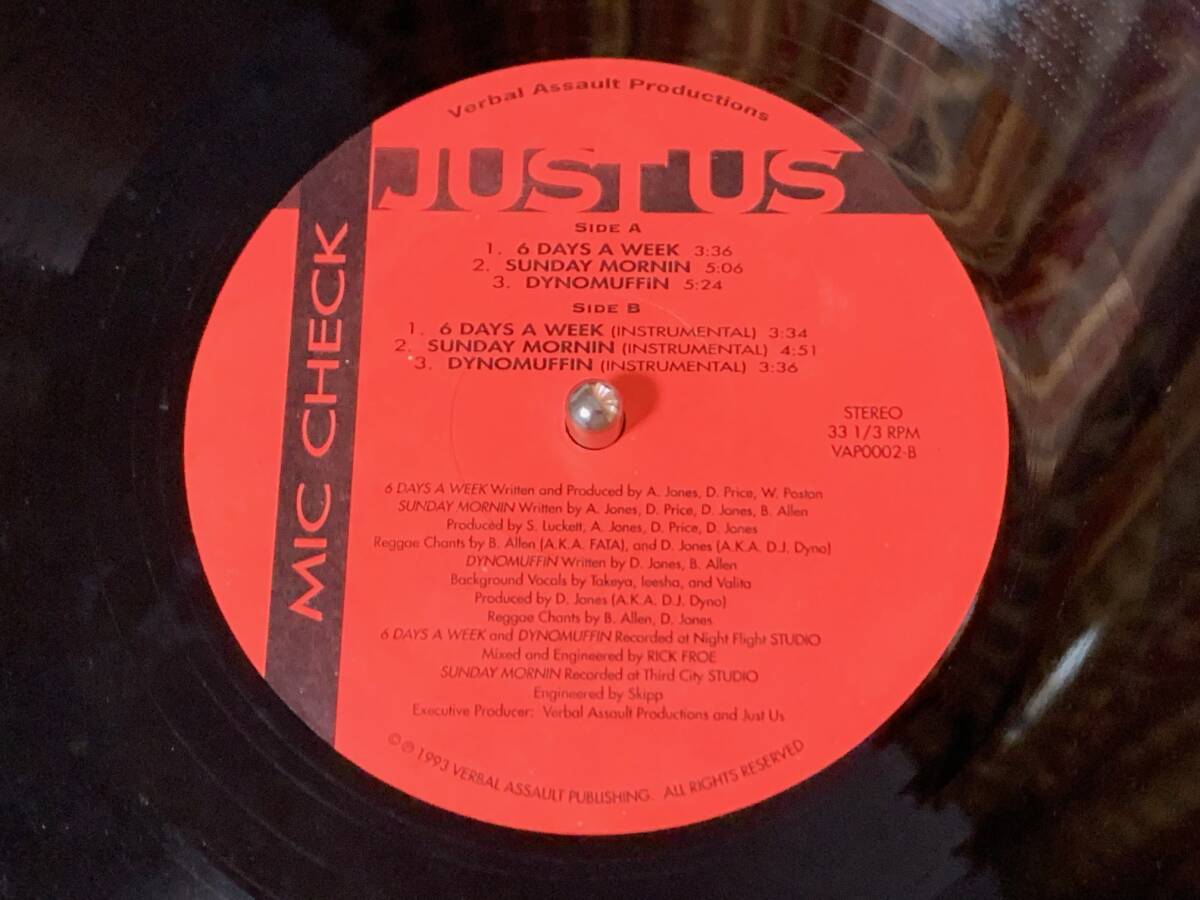 Verbal Assault Productions
JUST US
MIC CHECK
SIDE A
1. 6 DAYS A WEEK 3:36
2. SUNDAY MORNIN 5:06
3. DYNOMUFFiN 5:24
SIDE B
1. 6 DAYS A WEEK (INSTRUMENTAL) 3:34
2. SUNDAY MORNIN (INSTRUMENTAL) 4:51
3. DYNOMUFFIN (INSTRUMENTAL) 3:36
STEREO
33 1/3 RPM
VAP0002-B
6 DAYS A WEEK Written and Produced by A. Jones, D. Price, W. Poston
SUNDAY MORNIN Written by A. Jones, D. Price, D. Jones, B. Allen
Produced by S. Luckett, A. Jones, D. Price, D. Jones
Reggae Chants by B. Allen (A.K.A. FATA), and D. Jones (A.K.A. D.J. Dyno)
DYNOMUFFIN Written by D. Jones, B. Allen
Background Vocals by Takeya, Ieesha, and Valita
Produced by D. Jones (A.K.A. D.J. Dyno)
Reggae Chants by B. Allen, D. Jones
6 DAYS A WEEK and DYNOMUFFIN Recorded at Night Flight STUDIO
Mixed and Engineered by RICK FROE
SUNDAY MORNIN Recorded at Third City STUDIO
Engineered by Skipp
Executive Producer: Verbal Assault Productions and Just Us
©℗ 1993 VERBAL ASSAULT PUBLISHING. ALL RIGHTS RESERVED